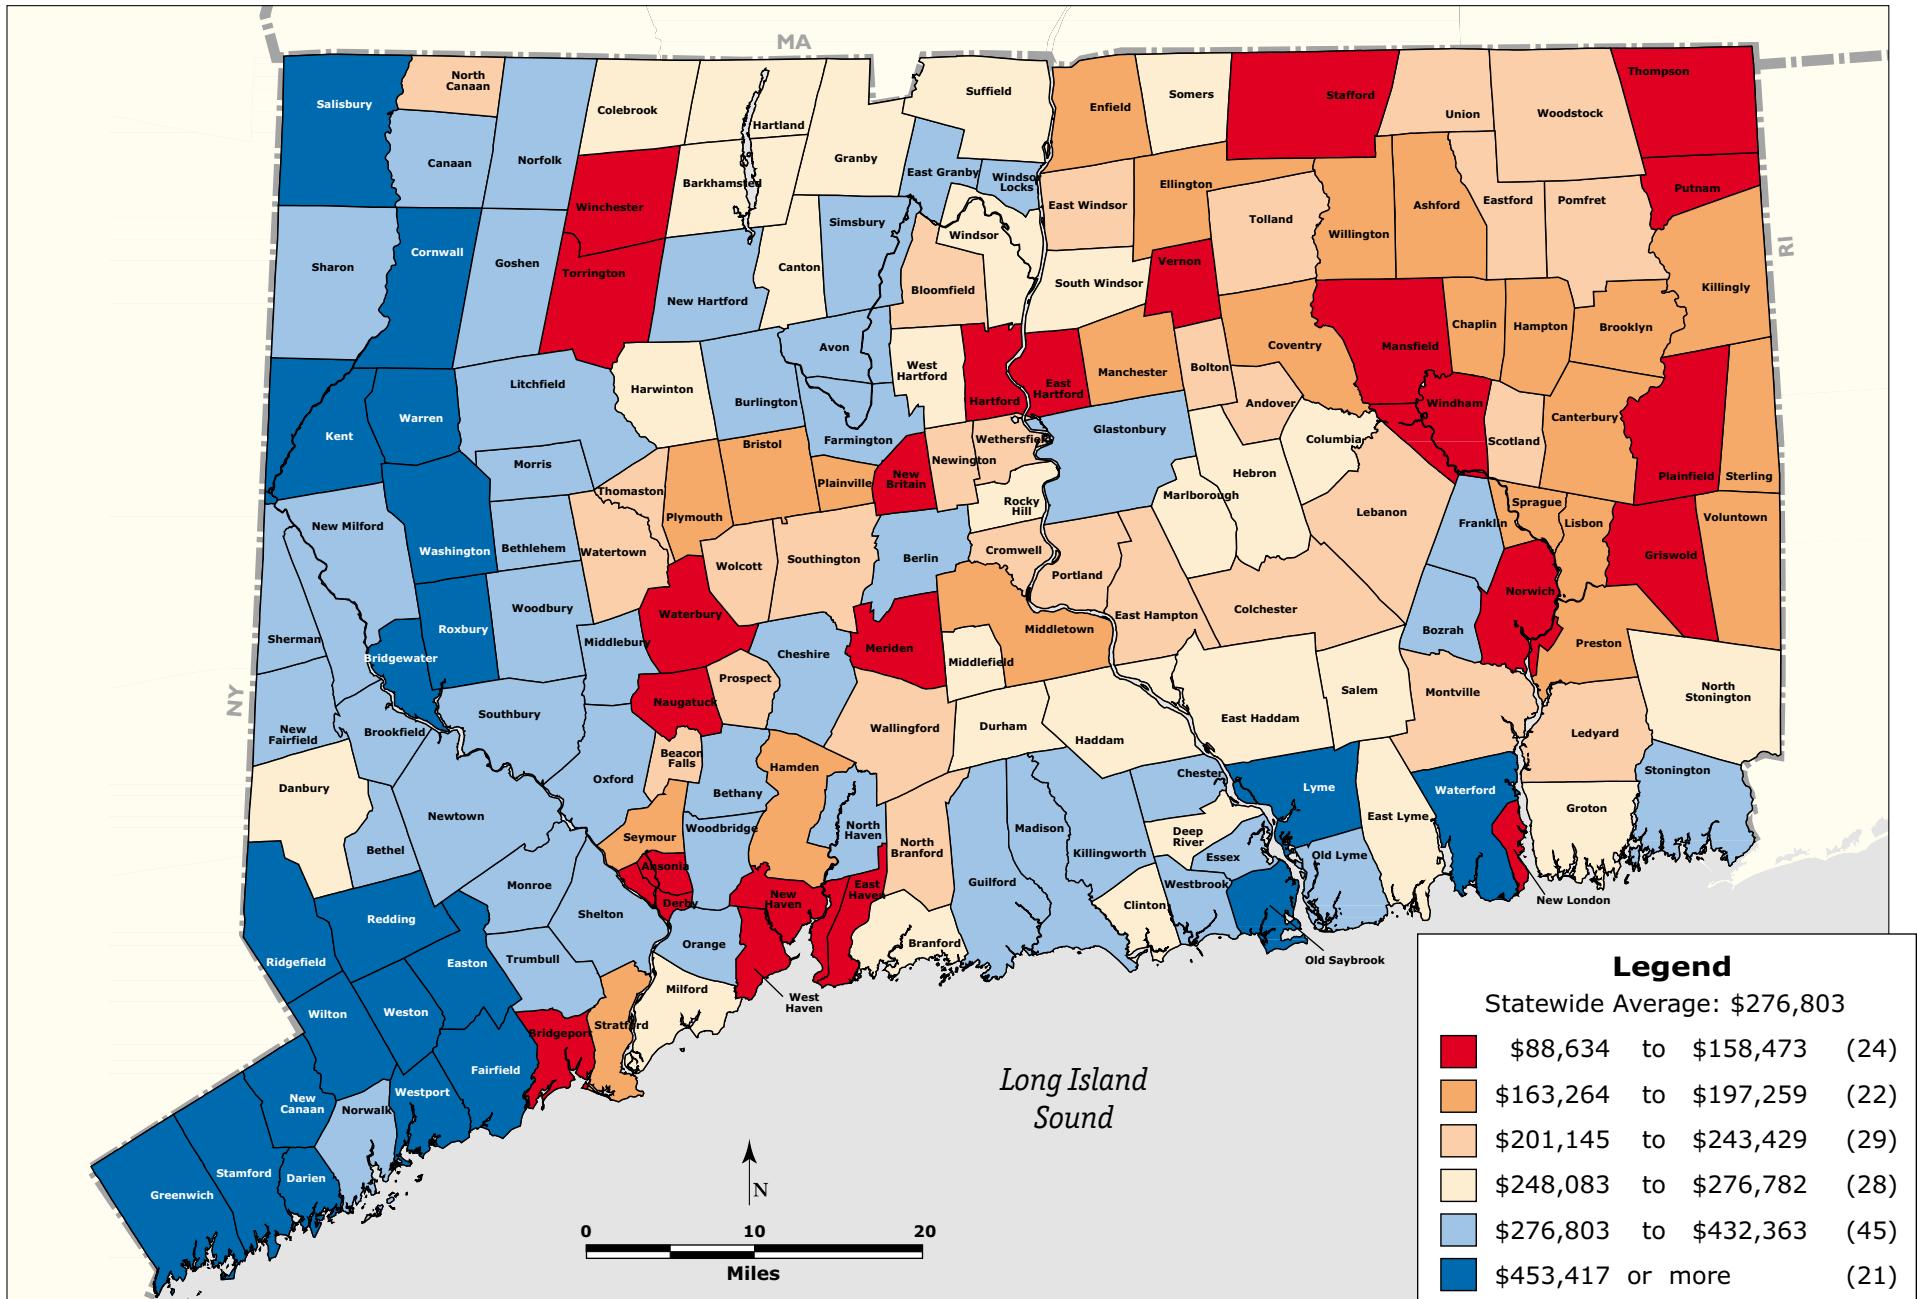 MA
North
Canaan
Salisbury
Colebrook
Hartland
Suffield
Enfield
Somers
Stafford
Union
Woodstock
Thompson
Canaan
Norfolk
Granby
Barkhamsted
East Granby
Windsor
Locks
Ellington
Putnam
Winchester
Simsbury
East Windsor
Tolland
Ashford
Eastford
Pomfret
Windsor
Willington
RI
Sharon
Cornwall
Goshen
Torrington
Canton
New Hartford
Bloomfield
South Windsor
Vernon
Killingly
Avon
West
Hartford
Manchester
Bolton
Coventry
Mansfield
Chaplin
Hampton
Brooklyn
Litchfield
Harwinton
Burlington
Hartford
East
Hartford
Andover
Windham
Kent
Warren
Bristol
Farmington
Wethersfield
Glastonbury
Columbia
Scotland
Canterbury
Morris
Plainville
New
Britain
Newington
Hebron
Plainfield
Sterling
Thomaston
Plymouth
Rocky
Hill
Marlborough
Lebanon
Franklin
Sprague
Lisbon
Voluntown
New Milford
Washington
Bethlehem
Watertown
Wolcott
Southington
Berlin
Cromwell
Portland
Griswold
Norwich
Woodbury
Waterbury
East Hampton
Colchester
Sherman
Roxbury
Middlebury
Cheshire
Meriden
Middletown
Bozrah
Preston
Bridgewater
Middlefield
NY
Prospect
Naugatuck
Salem
Montville
North
Stonington
New
Fairfield
Brookfield
Southbury
Wallingford
Durham
Haddam
East Haddam
Ledyard
Beacon
Falls
Oxford
Hamden
Chester
Stonington
Danbury
Bethany
Lyme
Waterford
Groton
Newtown
Woodbridge
North
Haven
Madison
East Lyme
Bethel
Seymour
North
Branford
Killingworth
Deep
River
Essex
Old Lyme
Ansonia
Monroe
Derby
New
Haven
East
Haven
Guilford
Westbrook
New London
Redding
Shelton
Clinton
Orange
Branford
Ridgefield
Easton
Trumbull
Old Saybrook
Milford
West
Haven
Wilton
Weston
Bridgeport
Stratford
Fairfield
New
Canaan
Norwalk
Westport
Long Island
Sound
Stamford
Darien
Greenwich
N
0 10 20
Miles
Legend
Statewide Average: $276,803
$88,634 to $158,473 (24)
$163,264 to $197,259 (22)
$201,145 to $243,429 (29)
$248,083 to $276,782 (28)
$276,803 to $432,363 (45)
$453,417 or more (21)